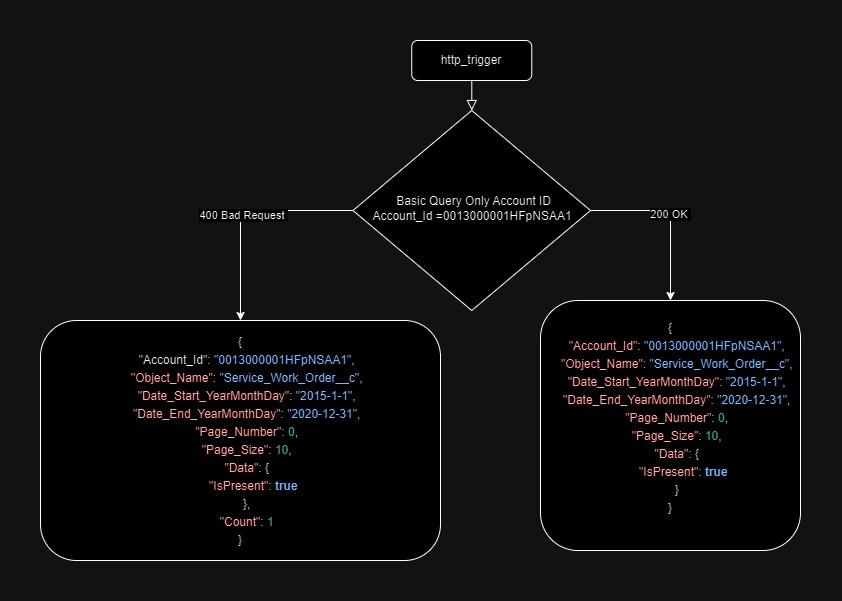 http_trigger
Basic Query Only Account ID
Account_Id =0013000001HFpNSAA1
400 Bad Request
200 OK
{
"Account_Id": "0013000001HFpNSAA1",
"Object_Name": "Service_Work_Order__c",
"Date_Start_YearMonthDay": "2015-1-1",
"Date_End_YearMonthDay": "2020-12-31",
"Page_Number": 0,
"Page_Size": 10,
"Data": {
"IsPresent": true
},
"Count": 1
}
{
"Account_Id": "0013000001HFpNSAA1",
"Object_Name": "Service_Work_Order__c",
"Date_Start_YearMonthDay": "2015-1-1",
"Date_End_YearMonthDay": "2020-12-31",
"Page_Number": 0,
"Page_Size": 10,
"Data": {
"IsPresent": true
}
}